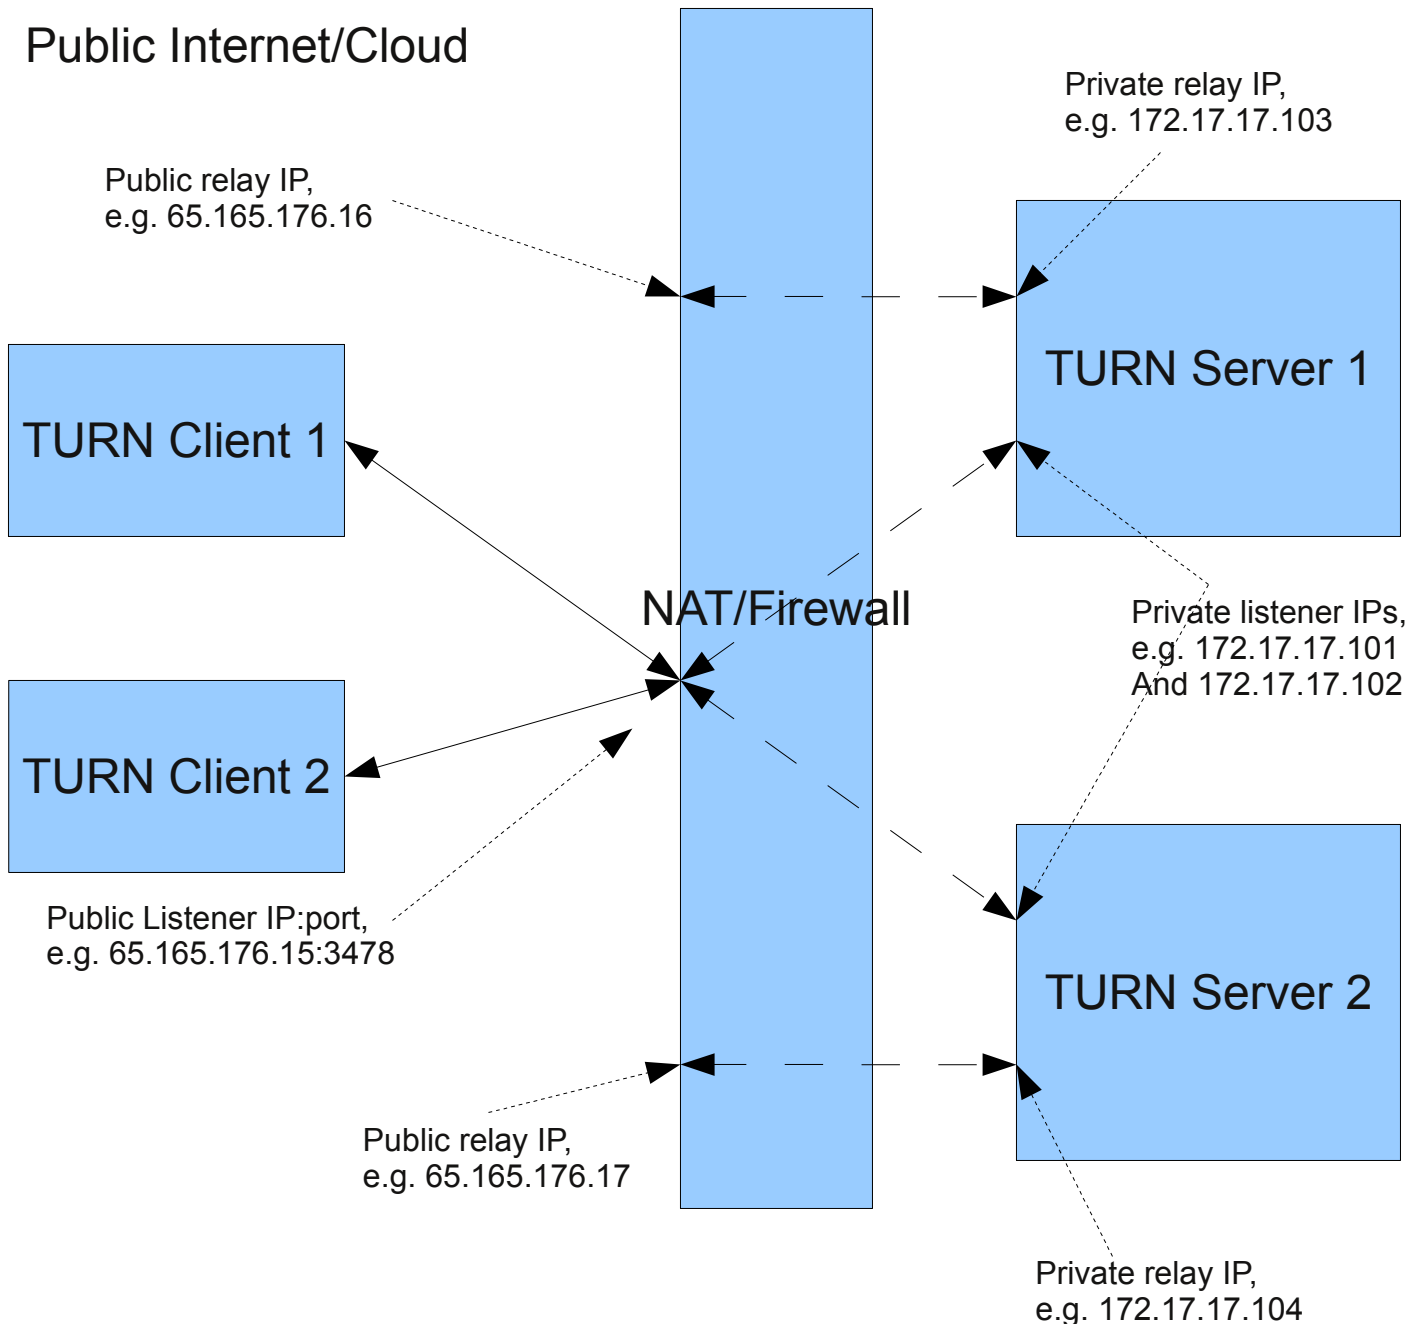 Public Internet/Cloud
Private relay IP,
e.g. 172.17.17.103
Public relay IP,
e.g. 65.165.176.16
TURN Server 1
TURN Client 1
NAT/Firewall
Private listener IPs,
e.g. 172.17.17.101
And 172.17.17.102
TURN Client 2
Public Listener IP:port,
e.g. 65.165.176.15:3478
TURN Server 2
Public relay IP,
e.g. 65.165.176.17
Private relay IP,
e.g. 172.17.17.104